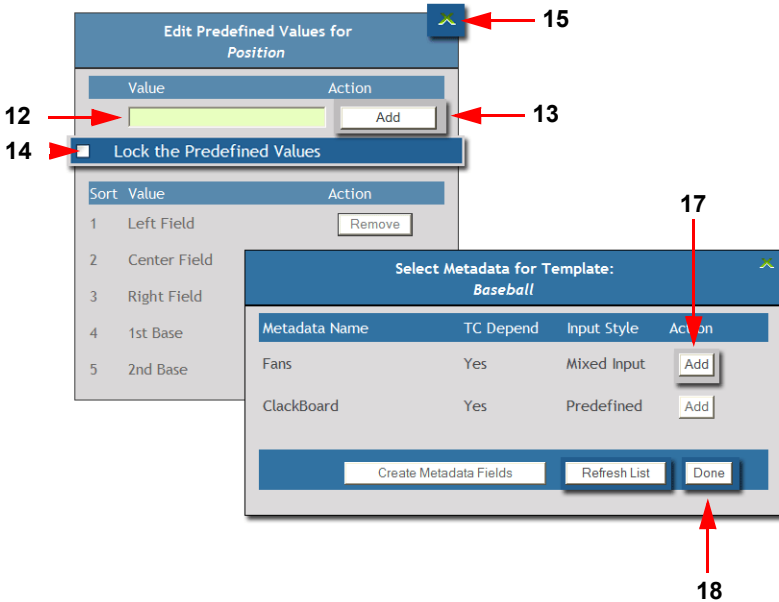 15
Edit Predefined Values for
Position
Value Action
12
Add
13
14
Lock the Predefined Values
Sort Value Action
1 Left Field Remove
17
2 Center Field
3 Right Field
4 1st Base
5 2nd Base
Select Metadata for Template:
Baseball
Metadata Name TC Depend Input Style Action
Fans Yes Mixed Input Add
ClackBoard Yes Predefined Add
Create Metadata Fields Refresh List Done
18